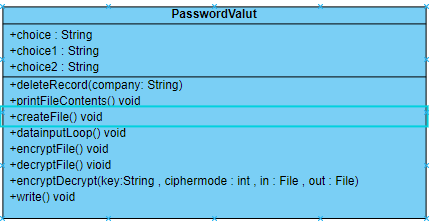 PasswordValut
+choice : String
+choice1 : String
+choice2 : String
+deleteRecord(company: String)
+printFileContents() void
+createFile() void
+datainputLoop() void
+encryptFile() void
+decryptFile() vioid
+encryptDecrypt(key:String , ciphermode : int , in : File , out : File)
+write() void